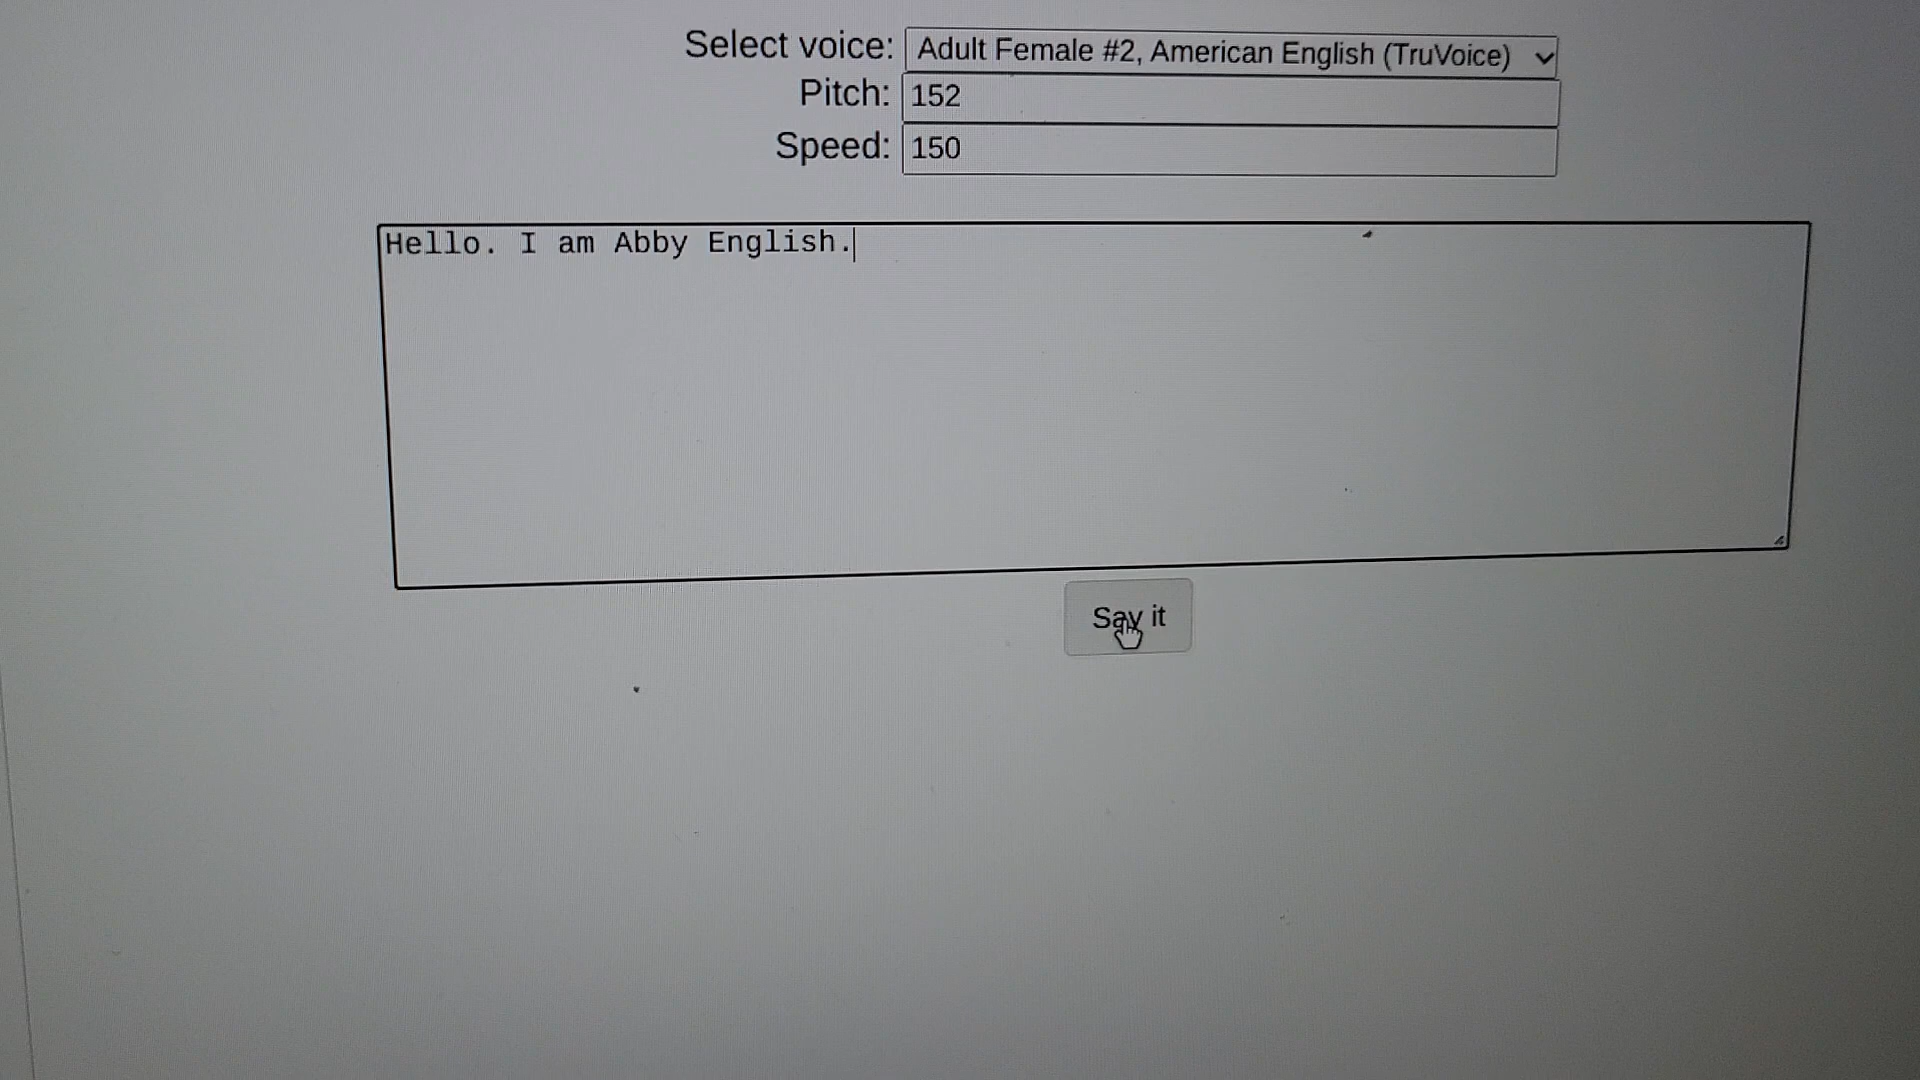 Select voice: Adult Female #2, American English (TruVoice)
Pitch: 152
Speed: 150
Hello. I am Abby English.
Say it